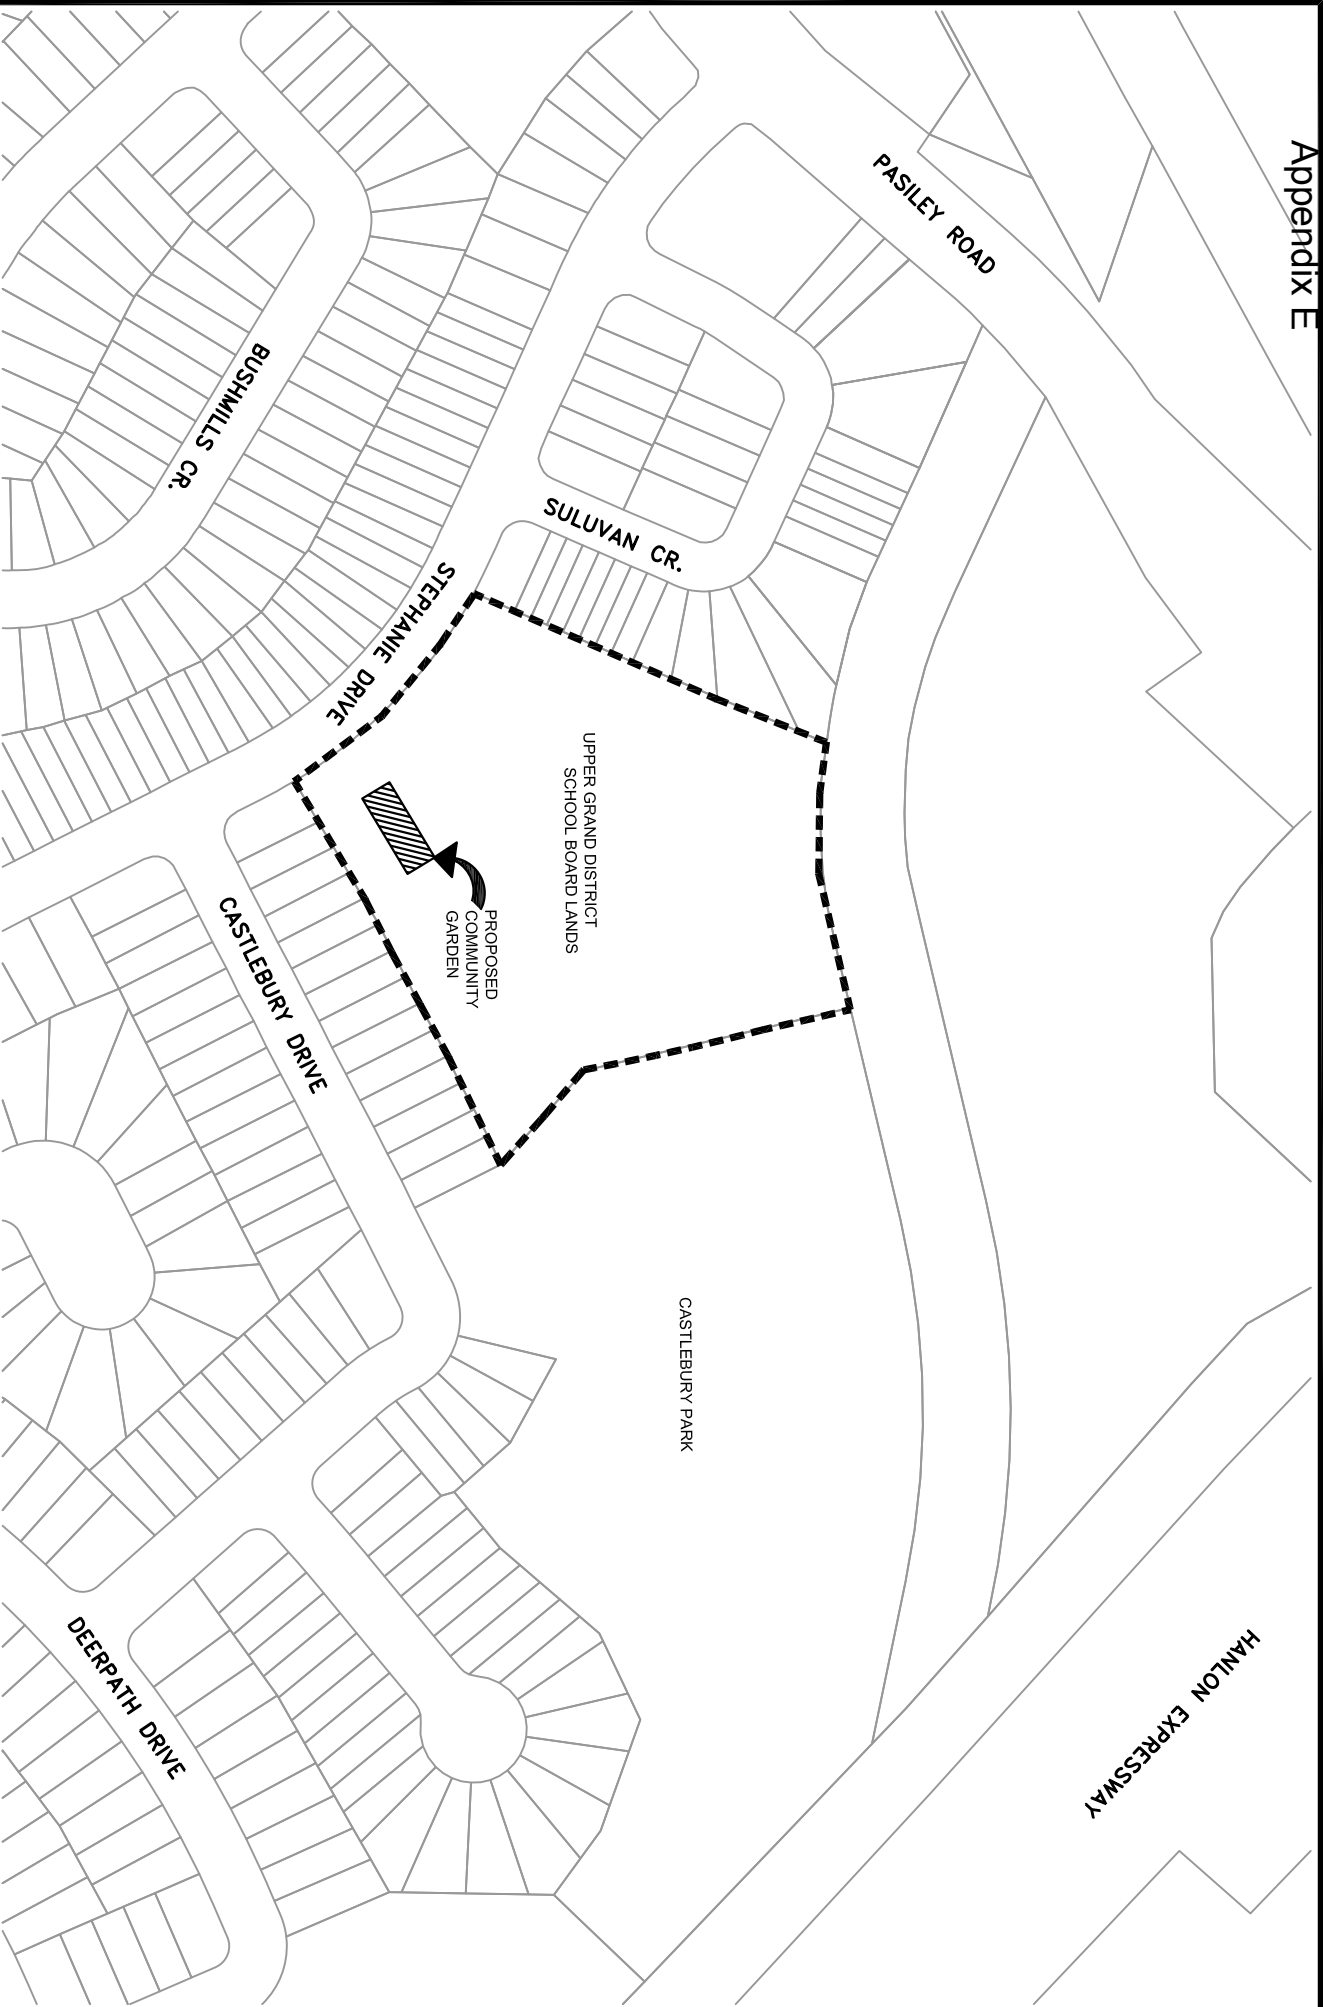 Appendix E
PASILEY ROAD
BUSHMILLS CR.
SULUVAN CR.
STEPHANIE DRIVE
UPPER GRAND DISTRICT
SCHOOL BOARD LANDS
PROPOSED
COMMUNITY
GARDEN
CASTLEBURY DRIVE
CASTLEBURY PARK
DEERPATH DRIVE
HANLON EXPRESSWAY